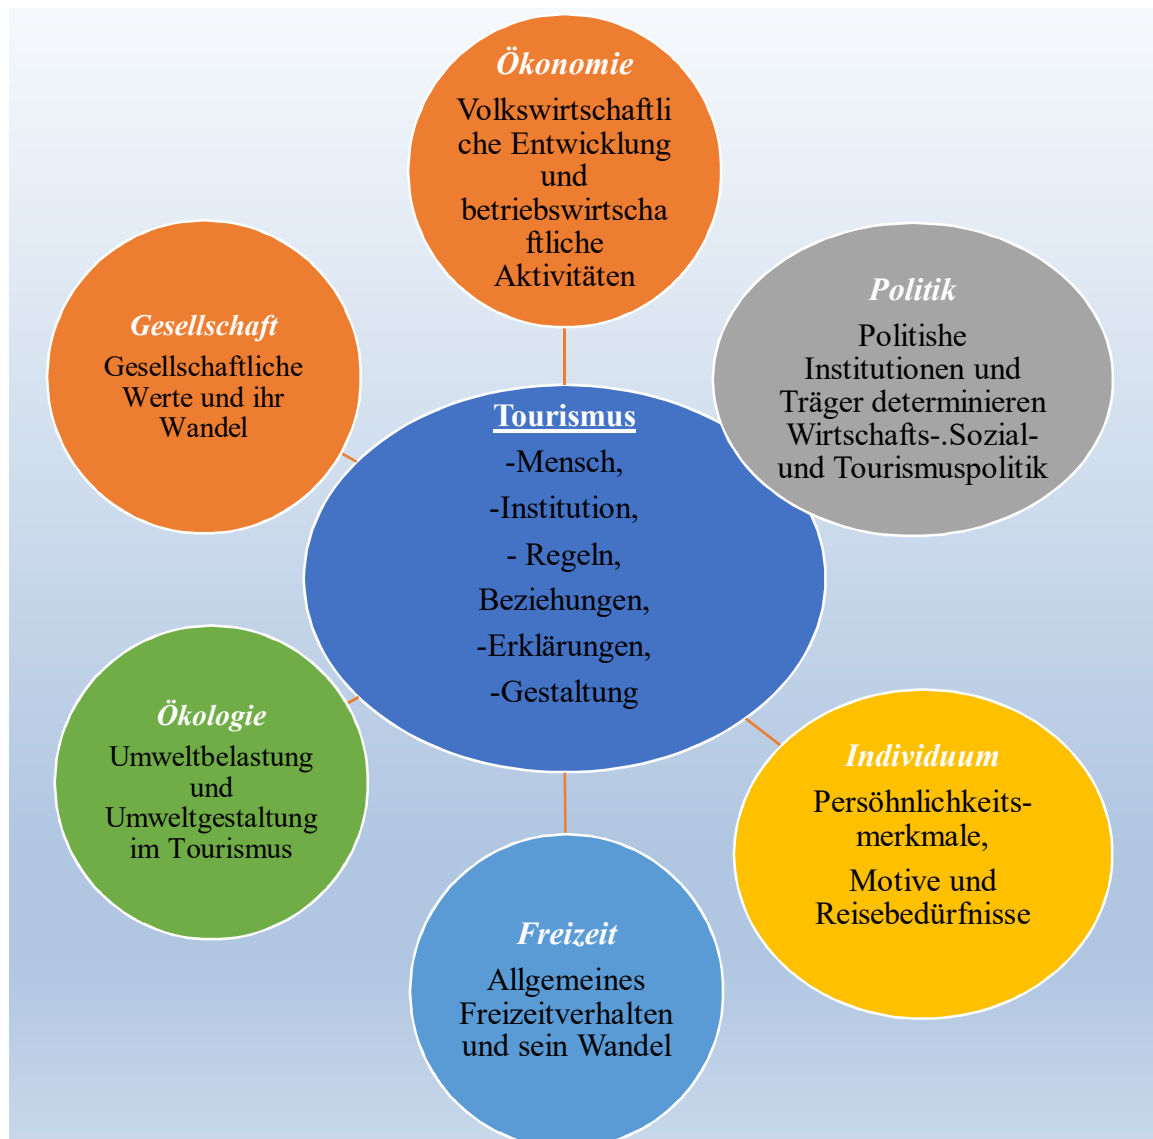 Ökonomie
Volkswirtschaftli
che Entwicklung
und
betriebswirtscha
ftliche
Aktivitäten
Politik
Politishe
Institutionen und
Träger determinieren
Wirtschafts-.Sozial-
und Tourismuspolitik
Individuum
Persöhnlichkeits-
merkmale,
Motive und
Reisebedürfnisse
Freizeit
Allgemeines
Freizeitverhalten
und sein Wandel
Ökologie
Umweltbelastung
und
Umweltgestaltung
im Tourismus
Gesellschaft
Gesellschaftliche
Werte und ihr
Wandel
Tourismus
-Mensch,
-Institution,
- Regeln,
Beziehungen,
-Erklärungen,
-Gestaltung